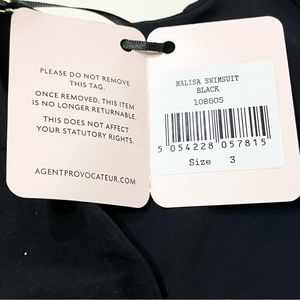 PLEASE DO NOT REMOVE
THIS TAG.
ONCE REMOVED, THIS ITEM
IS NO LONGER RETURNABLE.
THIS DOES NOT AFFECT
YOUR STATUTORY RIGHTS.
AGENTPROVOCATEUR.COM
MALISA SWIMSUIT
BLACK
108805
5 054228 057815
Size 3